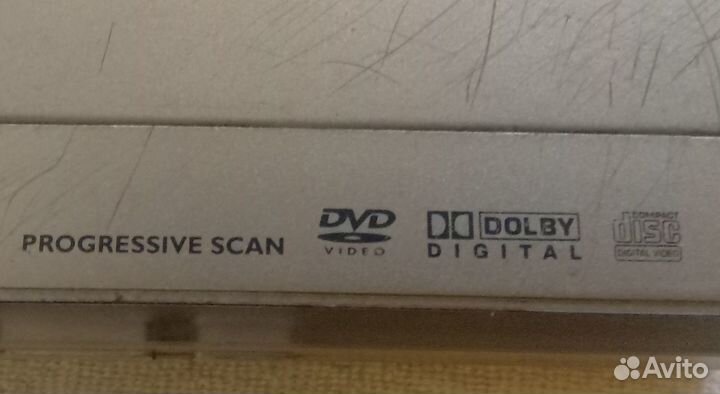 PROGRESSIVE SCAN
DVD
VIDEO
DOLBY
DIGITAL
COMPACT
disc
DIGITAL VIDEO
Avito